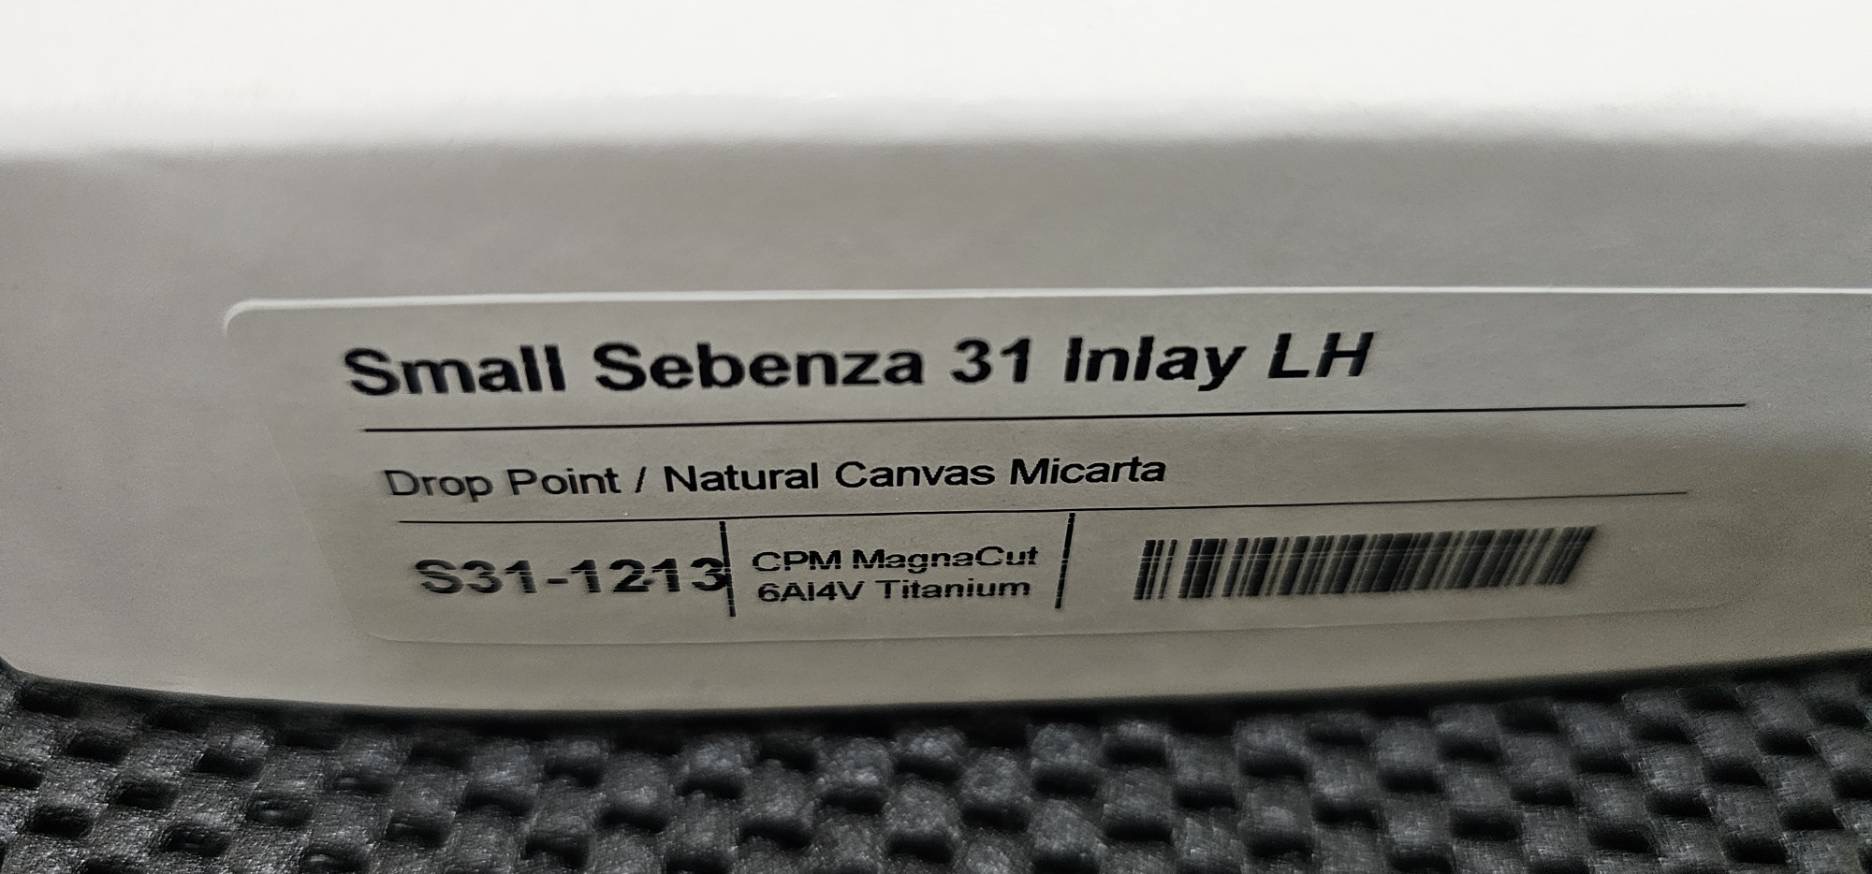 Small Sebenza 31 Inlay LH
Drop Point / Natural Canvas Micarta
S31-1213
CPM MagnaCut
6Al4V Titanium